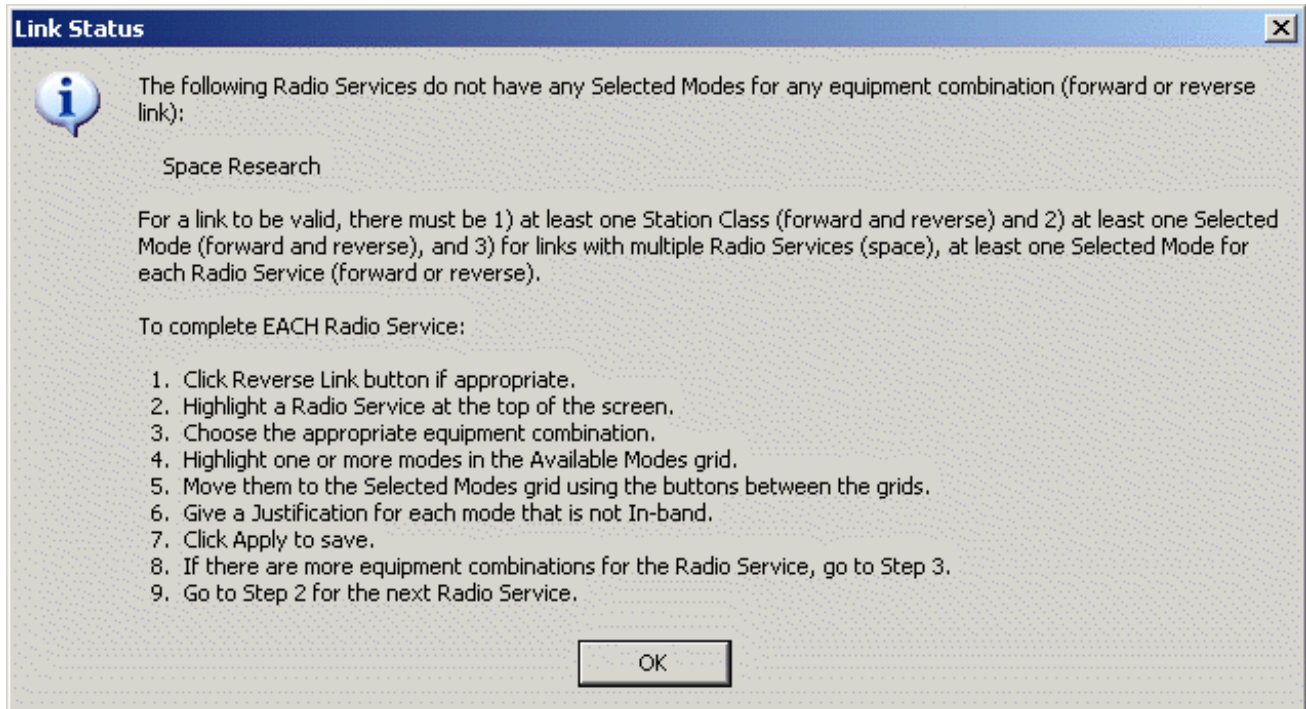 Link Status
The following Radio Services do not have any Selected Modes for any equipment combination (forward or reverse
link):
Space Research
For a link to be valid, there must be 1) at least one Station Class (forward and reverse) and 2) at least one Selected
Mode (forward and reverse), and 3) for links with multiple Radio Services (space), at least one Selected Mode for
each Radio Service (forward or reverse).
To complete EACH Radio Service:
1. Click Reverse Link button if appropriate.
2. Highlight a Radio Service at the top of the screen.
3. Choose the appropriate equipment combination.
4. Highlight one or more modes in the Available Modes grid.
5. Move them to the Selected Modes grid using the buttons between the grids.
6. Give a Justification for each mode that is not In-band.
7. Click Apply to save.
8. If there are more equipment combinations for the Radio Service, go to Step 3.
9. Go to Step 2 for the next Radio Service.
OK